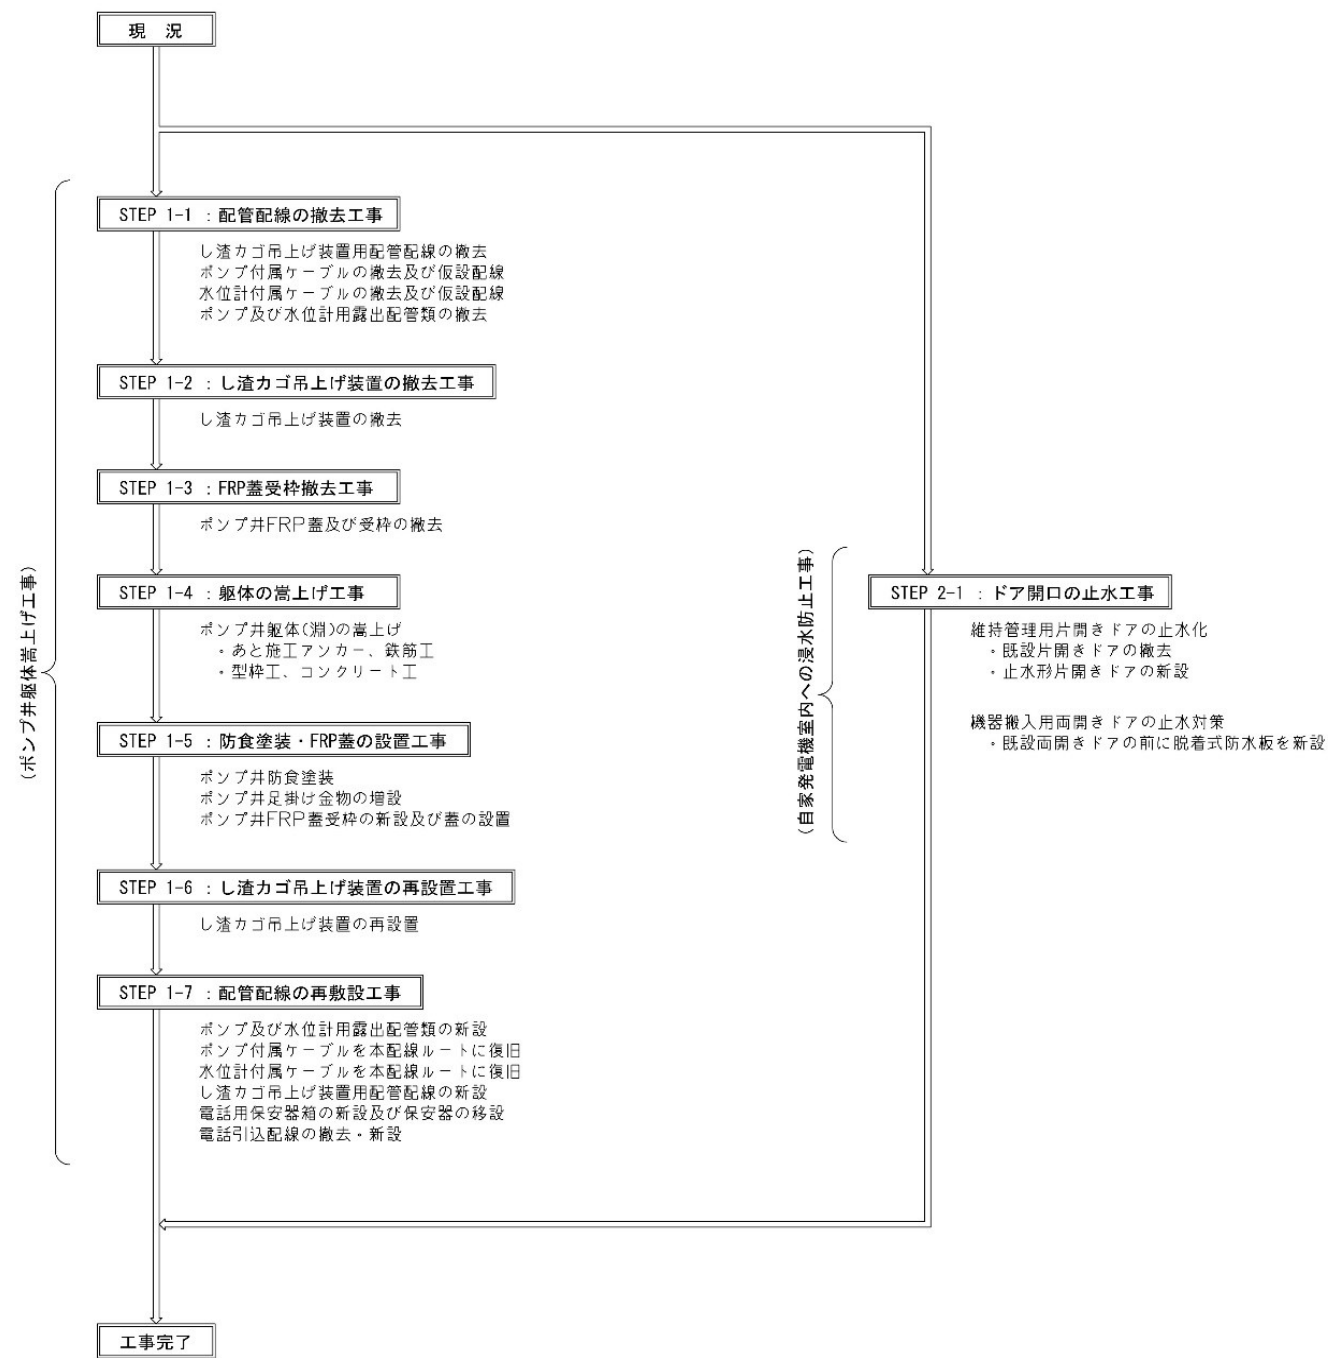 現　況
(ポンプ井躯体嵩上げ工事)
STEP 1-1 : 配管配線の撤去工事
し渣カゴ吊上げ装置用配管配線の撤去
ポンプ付属ケーブルの撤去及び仮設配線
水位計付属ケーブルの撤去及び仮設配線
ポンプ及び水位計用露出配管類の撤去
STEP 1-2 : し渣カゴ吊上げ装置の撤去工事
し渣カゴ吊上げ装置の撤去
STEP 1-3 : FRP蓋受枠撤去工事
ポンプ井FRP蓋及び受枠の撤去
STEP 1-4 : 躯体の嵩上げ工事
ポンプ井躯体(淵)の嵩上げ
・あと施工アンカー、鉄筋工
・型枠工、コンクリート工
STEP 1-5 : 防食塗装・FRP蓋の設置工事
ポンプ井防食塗装
ポンプ井足掛け金物の増設
ポンプ井FRP蓋受枠の新設及び蓋の設置
STEP 1-6 : し渣カゴ吊上げ装置の再設置工事
し渣カゴ吊上げ装置の再設置
STEP 1-7 : 配管配線の再敷設工事
ポンプ及び水位計用露出配管類の新設
ポンプ付属ケーブルを本配線ルートに復旧
水位計付属ケーブルを本配線ルートに復旧
し渣カゴ吊上げ装置用配管配線の新設
電話用保安器箱の新設及び保安器の移設
電話引込配線の撤去・新設
(自家発電機室内への浸水防止工事)
STEP 2-1 : ドア開口の止水工事
維持管理用片開きドアの止水化
・既設片開きドアの撤去
・止水形片開きドアの新設
機器搬入用両開きドアの止水対策
・既設両開きドアの前に脱着式防水板を新設
工事完了